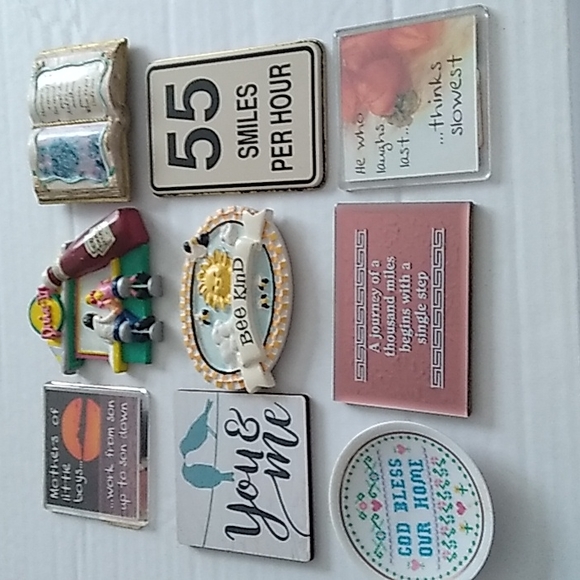 55
SMILES
PER HOUR
He who
laughs
last...
...thinks
slowest
BEE KIND
A journey of a
thousand miles
begins with a
single step
Mothers of
little
boys...
...work from son
up to son down
You &
me
GOD BLESS
OUR HOME